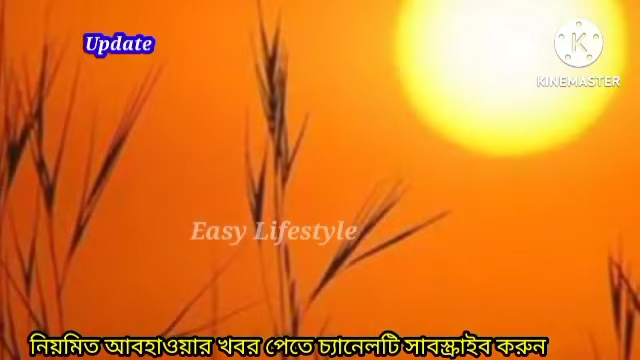 Update
KINEMASTER
Easy Lifestyle
নিয়মিত আবহাওয়ার খবর পেতে চ্যানেলটি সাবস্ক্রাইব করুন